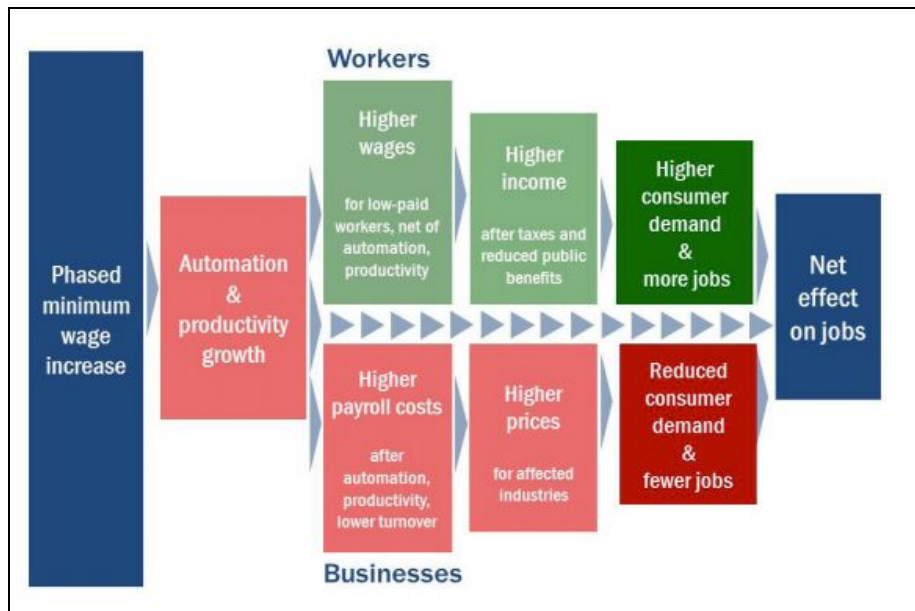 Workers
Phased
minimum
wage
increase
Automation
&
productivity
growth
Higher
wages
for low-paid
workers, net of
automation,
productivity
Higher
income
after taxes and
reduced public
benefits
Higher
consumer
demand
&
more jobs
Higher
payroll costs
after
automation,
productivity,
lower turnover
Higher
prices
for affected
industries
Reduced
consumer
demand
&
fewer jobs
Net
effect
on jobs
Businesses